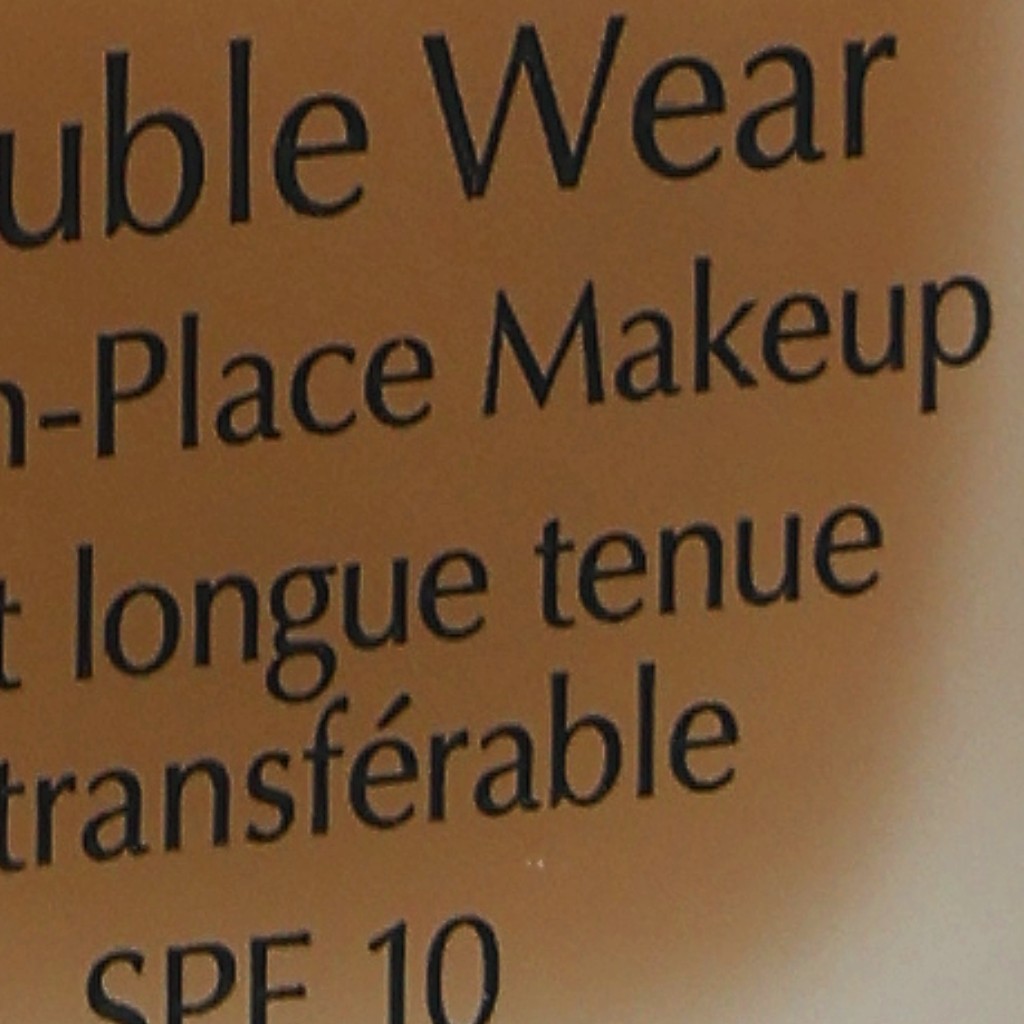 uble Wear
n-Place Makeup
t longue tenue
transférable
SPF 10